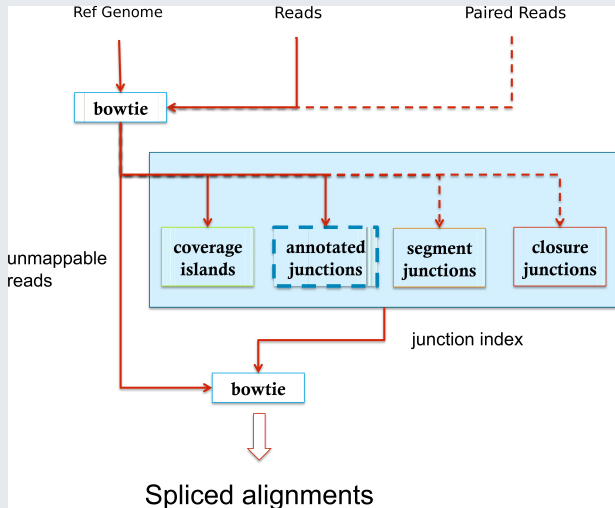 Ref Genome
Reads
Paired Reads
bowtie
coverage
islands
annotated
junctions
segment
junctions
closure
junctions
unmappable
reads
junction index
bowtie
Spliced alignments